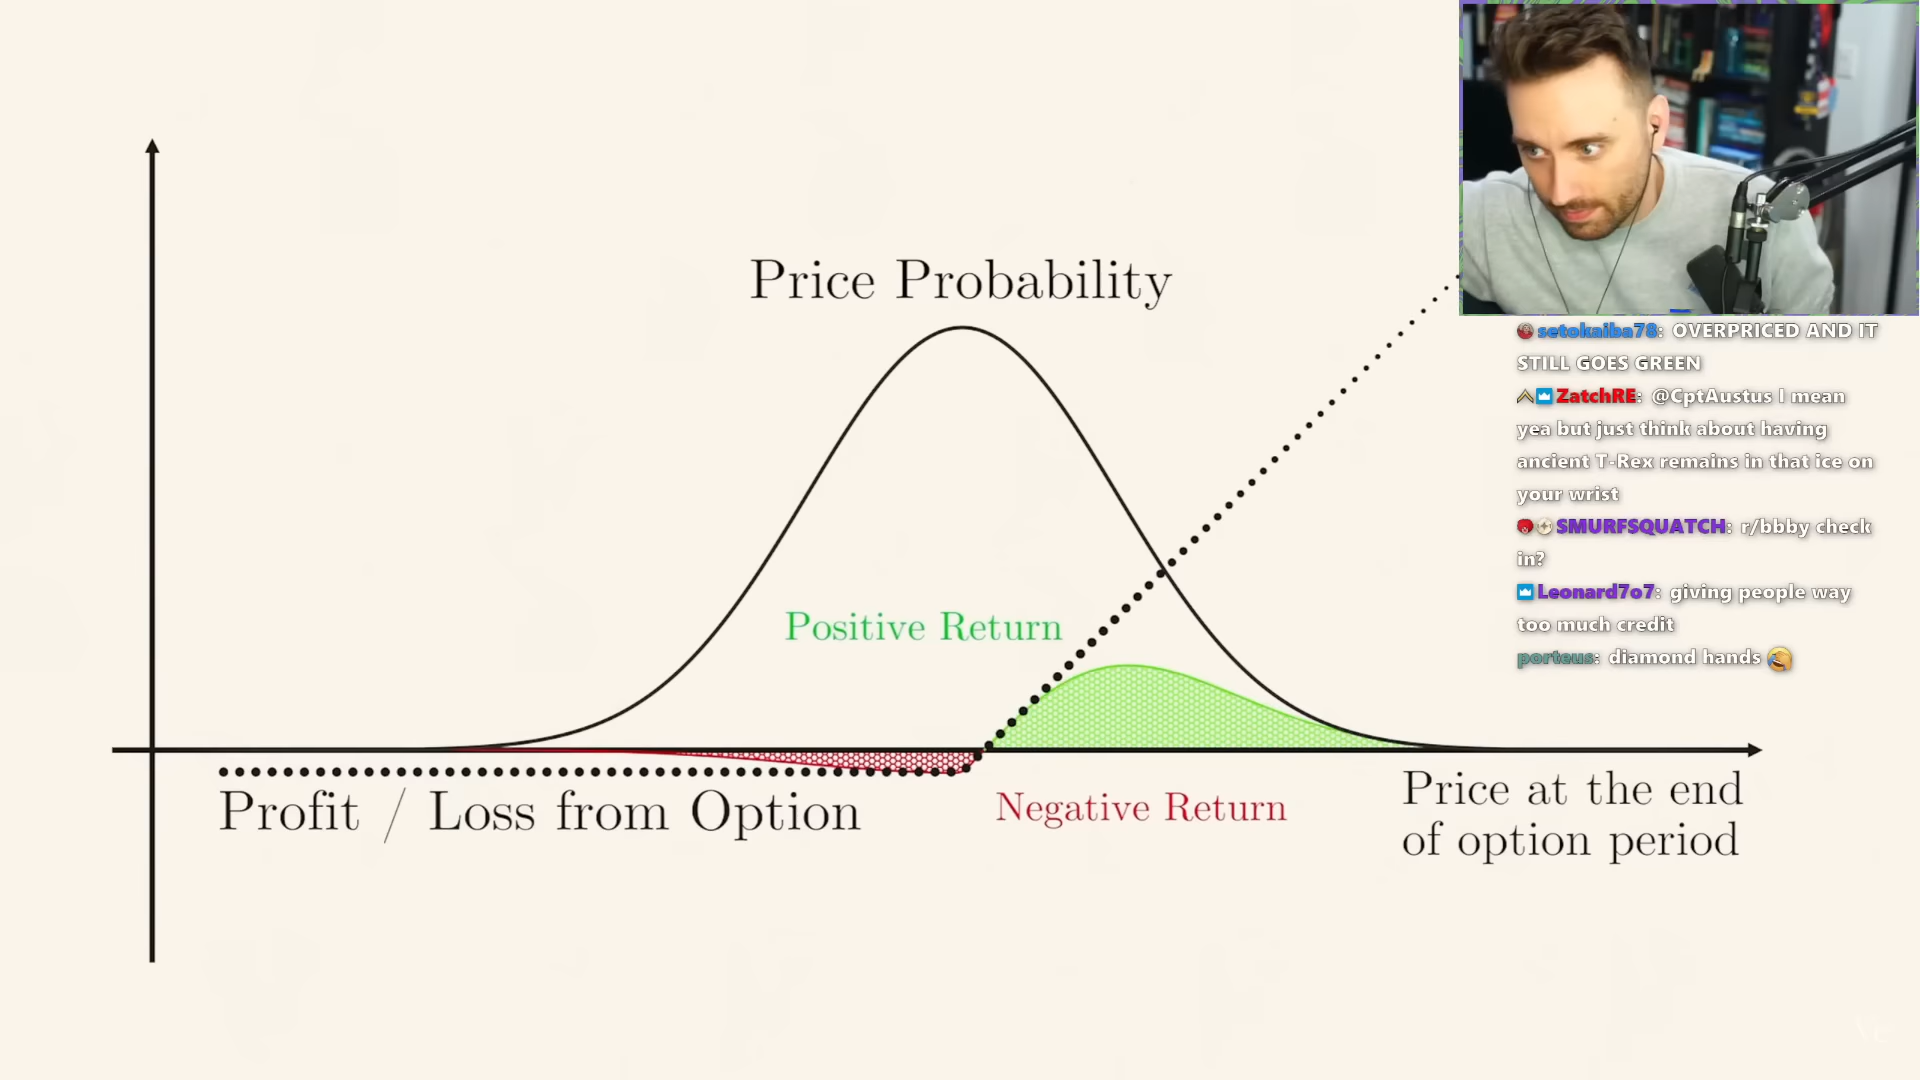 Price Probability
Positive Return
Profit / Loss from Option
Negative Return
Price at the end
of option period
setokaiba78: OVERPRICED AND IT
STILL GOES GREEN
ZatchRE: @CptAustus I mean
yea but just think about having
ancient T-Rex remains in that ice on
your wrist
SMURFSQUATCH: r/bbby check
in?
Leonard7o7: giving people way
too much credit
porteus: diamond hands